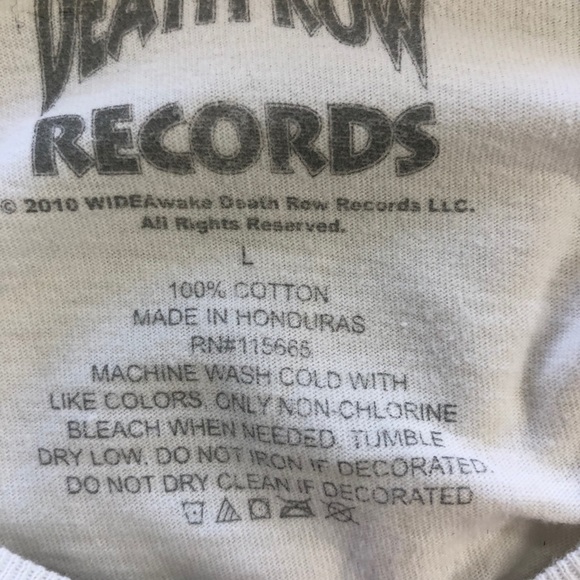 DEATH ROW
RECORDS
© 2010 WIDEAwake Death Row Records LLC.
All Rights Reserved.
L
100% COTTON
MADE IN HONDURAS
RN#115665
MACHINE WASH COLD WITH
LIKE COLORS. ONLY NON-CHLORINE
BLEACH WHEN NEEDED. TUMBLE
DRY LOW. DO NOT IRON IF DECORATED.
DO NOT DRY CLEAN IF DECORATED